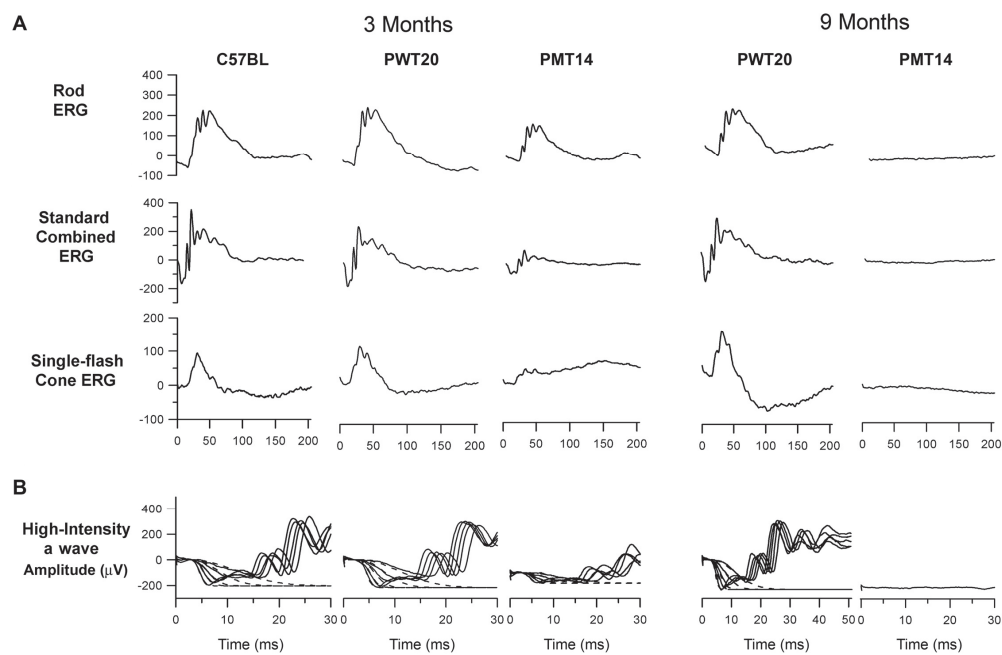 A
3 Months
9 Months
C57BL
PWT20
PMT14
PWT20
PMT14
Rod
ERG
400
300
200
100
0
-100
Standard
Combined
ERG
400
200
0
-200
Single-flash
Cone ERG
200
100
0
-100
0 50 100 150 200
0 50 100 150 200
0 50 100 150 200
0 50 100 150 200
0 50 100 150 200
B
High-Intensity
a wave
Amplitude (μV)
400
200
0
-200
0 10 20 30
0 10 20 30
0 10 20 30
0 10 20 30 40 50
0 10 20 30
Time (ms)
Time (ms)
Time (ms)
Time (ms)
Time (ms)